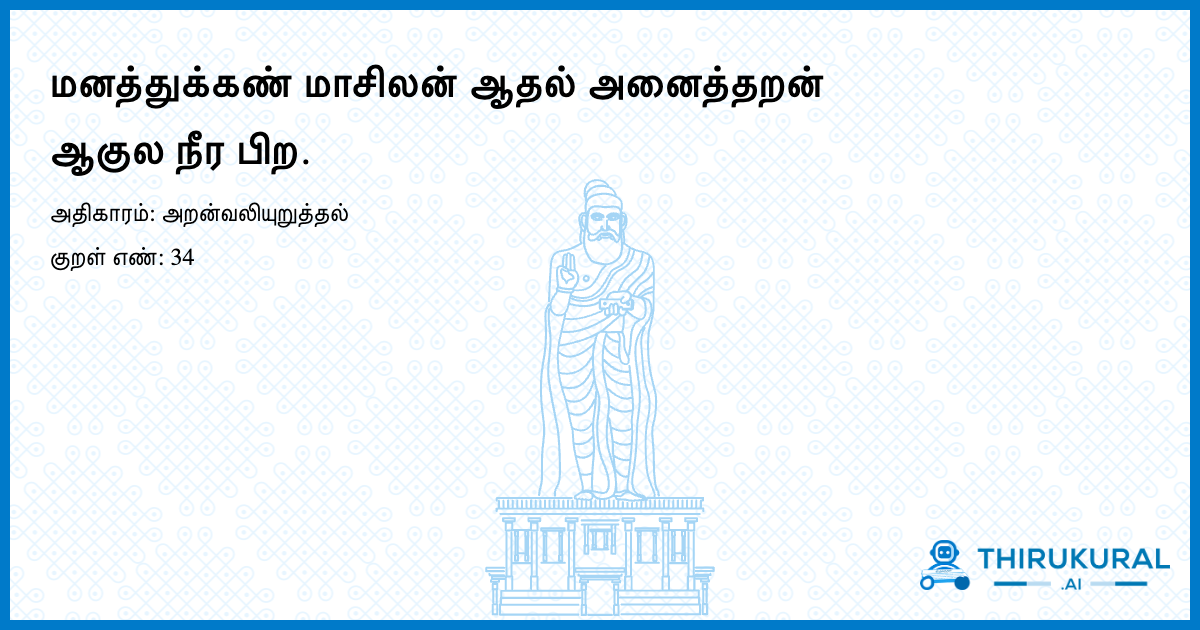 மனத்துக்கண் மாசிலன் ஆதல் அனைத்தறன்
ஆகுல நீர பிற.
அதிகாரம்: அறன்வலியுறுத்தல்
குறள் எண்: 34
THIRUKURAL
.AI